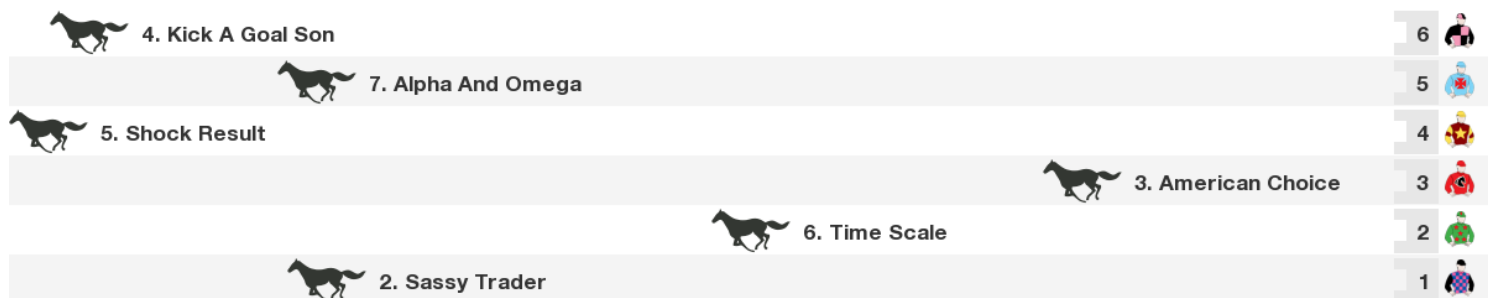 4. Kick A Goal Son 6
7. Alpha And Omega 5
5. Shock Result 4
3. American Choice 3
6. Time Scale 2
2. Sassy Trader 1